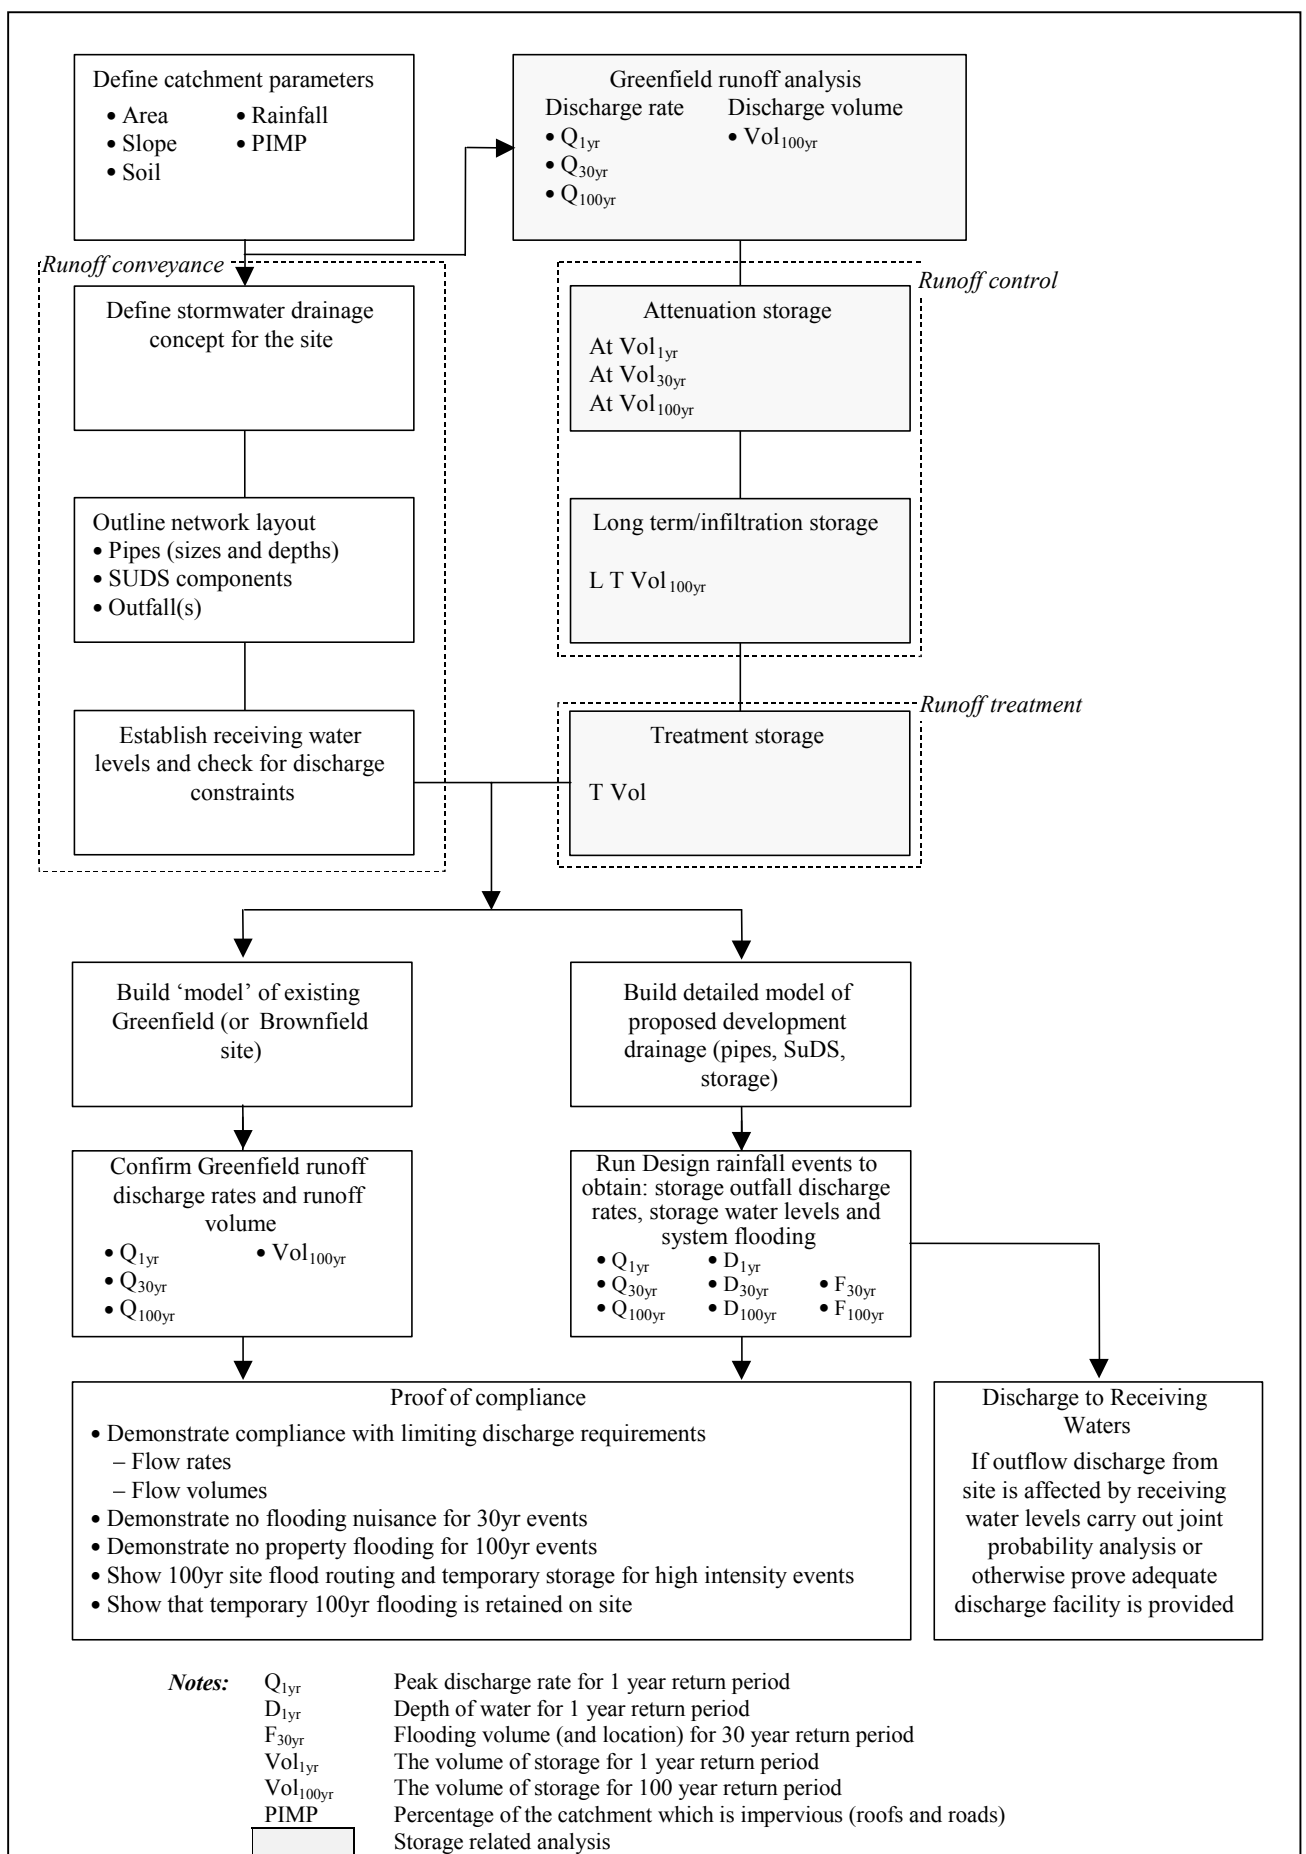 Define catchment parameters
• Area
• Rainfall
• Slope
• PIMP
• Soil
Greenfield runoff analysis
Discharge rate
Discharge volume
• Q1yr
• Vol100yr
• Q30yr
• Q100yr
Runoff conveyance
Define stormwater drainage
concept for the site
Outline network layout
• Pipes (sizes and depths)
• SUDS components
• Outfall(s)
Establish receiving water
levels and check for discharge
constraints
Runoff control
Attenuation storage
At Vol1yr
At Vol30yr
At Vol100yr
Long term/infiltration storage
L T Vol100yr
Runoff treatment
Treatment storage
T Vol
Build ‘model’ of existing
Greenfield (or Brownfield
site)
Build detailed model of
proposed development
drainage (pipes, SuDS,
storage)
Confirm Greenfield runoff
discharge rates and runoff
volume
• Q1yr
• Vol100yr
• Q30yr
• Q100yr
Run Design rainfall events to
obtain: storage outfall discharge
rates, storage water levels and
system flooding
• Q1yr • D1yr
• Q30yr • D30yr • F30yr
• Q100yr • D100yr • F100yr
Proof of compliance
• Demonstrate compliance with limiting discharge requirements
– Flow rates
– Flow volumes
• Demonstrate no flooding nuisance for 30yr events
• Demonstrate no property flooding for 100yr events
• Show 100yr site flood routing and temporary storage for high intensity events
• Show that temporary 100yr flooding is retained on site
Discharge to Receiving
Waters
If outflow discharge from
site is affected by receiving
water levels carry out joint
probability analysis or
otherwise prove adequate
discharge facility is provided
Notes: Q1yr Peak discharge rate for 1 year return period
D1yr Depth of water for 1 year return period
F30yr Flooding volume (and location) for 30 year return period
Vol1yr The volume of storage for 1 year return period
Vol100yr The volume of storage for 100 year return period
PIMP Percentage of the catchment which is impervious (roofs and roads)
Storage related analysis